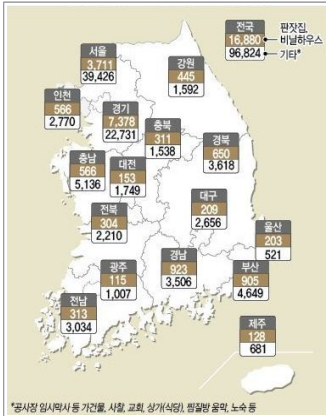 전국
16,880
판잣집,
비닐하우스
96,824
기타*
서울
3,711
39,426
강원
445
1,592
인천
566
2,770
경기
7,378
22,731
충북
311
1,538
경북
650
3,618
충남
566
5,136
대전
153
1,749
대구
209
2,656
전북
304
2,210
울산
203
521
광주
115
1,007
경남
923
3,506
부산
905
4,649
전남
313
3,034
제주
128
681
*공사장 임시막사 등 가건물, 사찰, 교회, 상가(식당), 찜질방 움막, 노숙 등